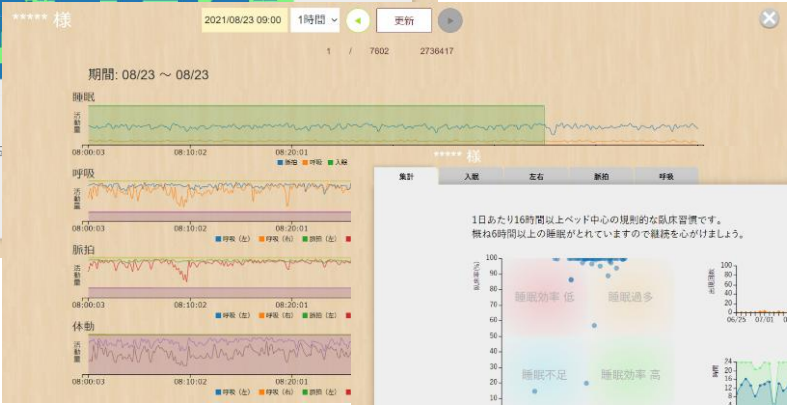 ***** 様
2021/08/23 09:00 1時間 更新
1 / 7602 2736417
期間: 08/23 ～ 08/23
睡眠
活動量
08:00:03 08:10:02 08:20:01
脈拍 呼吸 入眠
呼吸
活動量
08:00:03 08:10:02 08:20:01
呼吸（左） 呼吸（右） 脈拍（左）
脈拍
活動量
08:00:03 08:10:02 08:20:01
呼吸（左） 呼吸（右） 脈拍（左）
体動
活動量
08:00:03 08:10:02 08:20:01
呼吸（左） 呼吸（右） 脈拍（左）
***** 様
集計 入眠 左右 脈拍 呼吸
1日あたり16時間以上ベッド中心の規則的な臥床習慣です。
概ね6時間以上の睡眠がとれていますので継続を心がけましょう。
臥床率(%)
100
90
80
70
60
50
40
30
20
10
睡眠効率 低 睡眠過多
睡眠不足 睡眠効率 高
100
80
60
40
20
0
06/25 07/01
時間
24
20
16
12
8
4